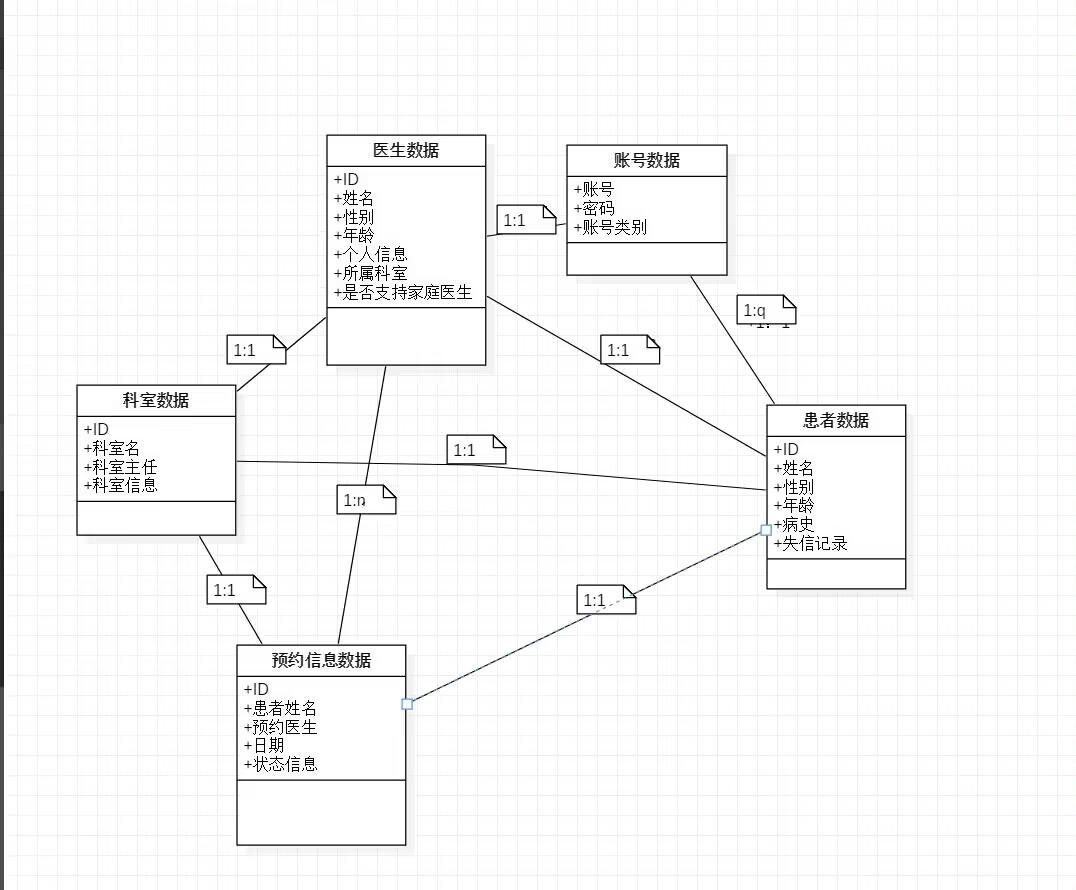 医生数据
+ID
+姓名
+性别
+年龄
+个人信息
+所属科室
+是否支持家庭医生
账号数据
+账号
+密码
+账号类别
1:1
1:q
1:1
1:1
科室数据
+ID
+科室名
+科室主任
+科室信息
患者数据
+ID
+姓名
+性别
+年龄
+病史
+失信记录
1:1
1:n
1:1
1:1
预约信息数据
+ID
+患者姓名
+预约医生
+日期
+状态信息